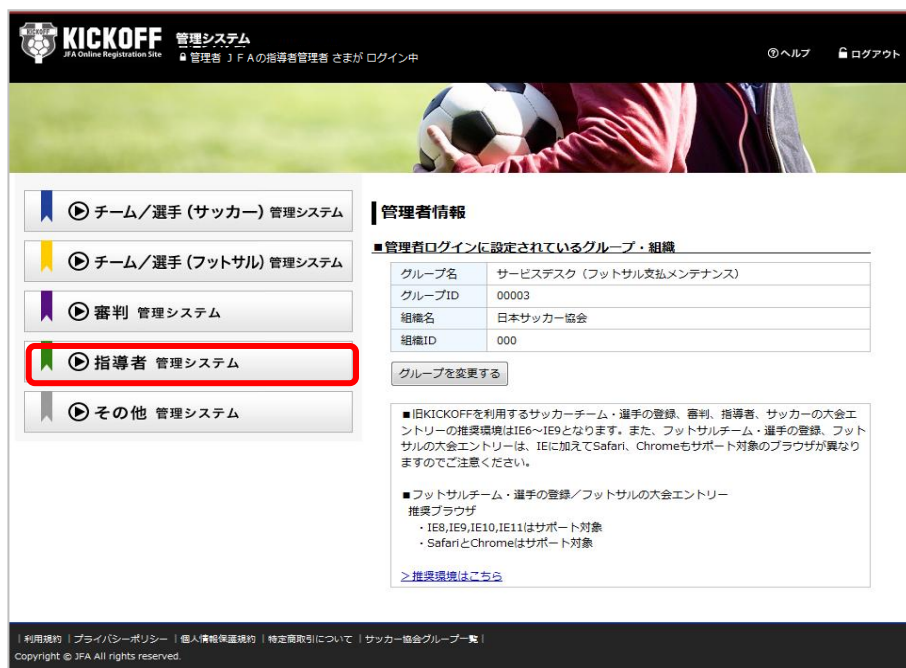 KICKOFF
JFA Online Registration Site
管理システム
管理者 JFAの指導者管理者 さまが ログイン中
ヘルプ
ログアウト
チーム/選手(サッカー) 管理システム
チーム/選手(フットサル) 管理システム
審判 管理システム
指導者 管理システム
その他 管理システム
管理者情報
■管理者ログインに設定されているグループ・組織
グループ名 サービスデスク(フットサル支払メンテナンス)
グループID 00003
組織名 日本サッカー協会
組織ID 000
グループを変更する
■旧KICKOFFを利用するサッカーチーム・選手の登録、審判、指導者、サッカーの大会エ
ントリーの推奨環境はIE6~IE9となります。また、フットサルチーム・選手の登録、フット
サルの大会エントリーは、IEに加えてSafari、Chromeもサポート対象のブラウザが異なり
ますのでご注意ください。
■フットサルチーム・選手の登録/フットサルの大会エントリー
推奨ブラウザ
・IE8,IE9,IE10,IE11はサポート対象
・SafariとChromeはサポート対象
>推奨環境はこちら
|利用規約|プライバシーポリシー|個人情報保護規約|特定商取引について|サッカー協会グループ一覧|
Copyright © JFA All rights reserved.